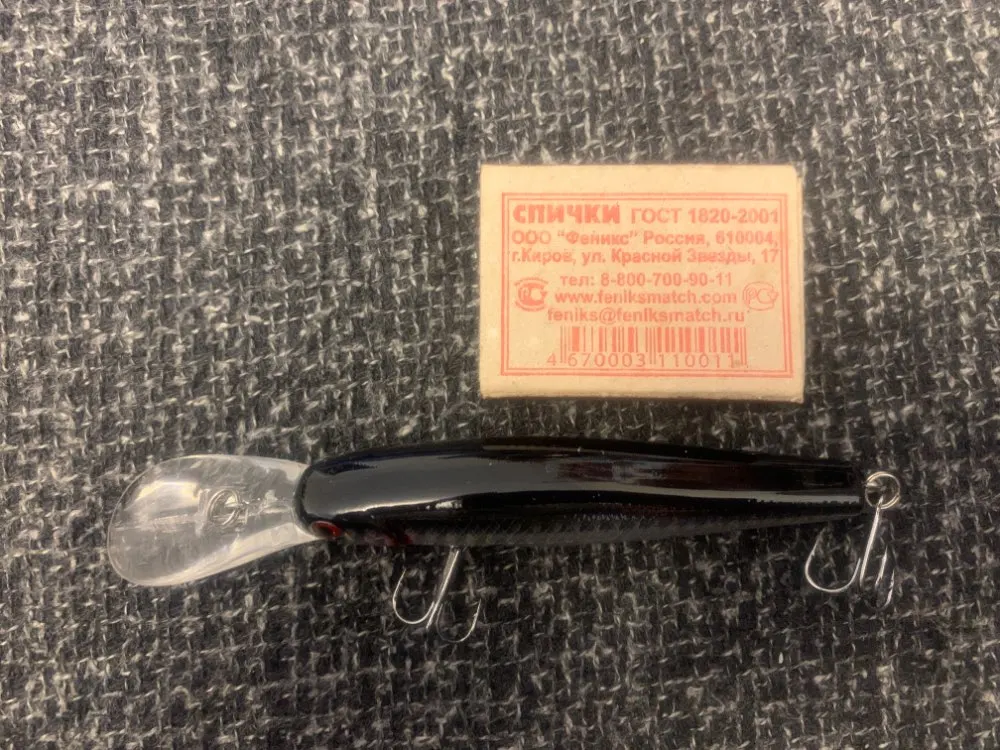 СПИЧКИ ГОСТ 1820-2001
ООО "Феникс" Россия, 610004,
г.Киров, ул. Красной Звезды, 17
тел: 8-800-700-90-11
www.feniksmatch.com
feniks@feniksmatch.ru
4 670003 110011